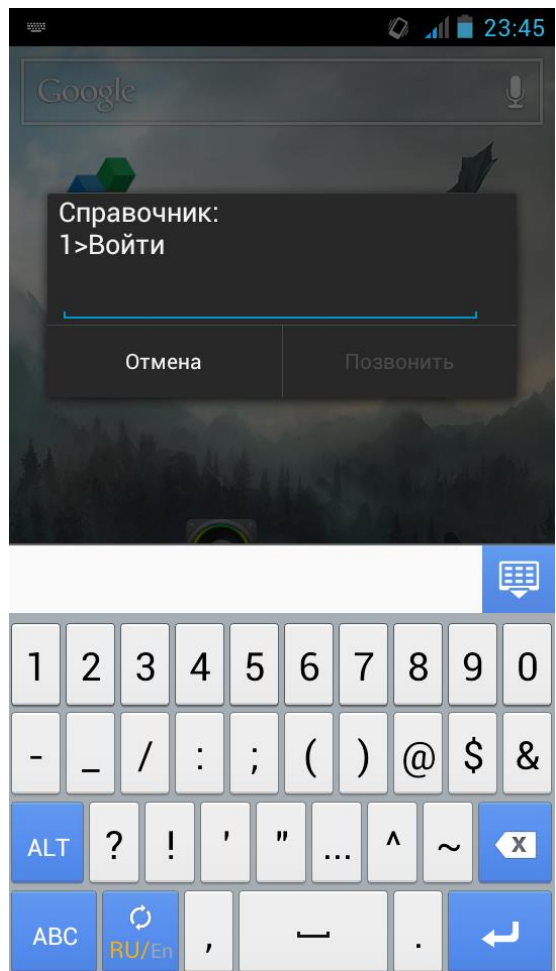 23:45
Google
Справочник:
1>Войти
Отмена
Позвонить
1 2 3 4 5 6 7 8 9 0
- _ / : ; ( ) @ $ &
ALT ? ! ' " ... ^ ~ X
ABC RU/En , .